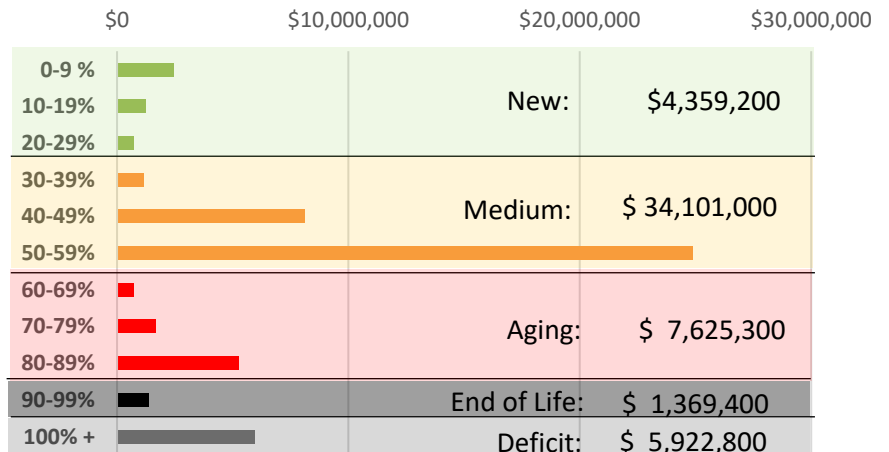 $0 $10,000,000 $20,000,000 $30,000,000
0-9 %
10-19% New: $4,359,200
20-29%
30-39%
40-49% Medium: $ 34,101,000
50-59%
60-69%
70-79% Aging: $ 7,625,300
80-89%
90-99% End of Life: $ 1,369,400
100% + Deficit: $ 5,922,800